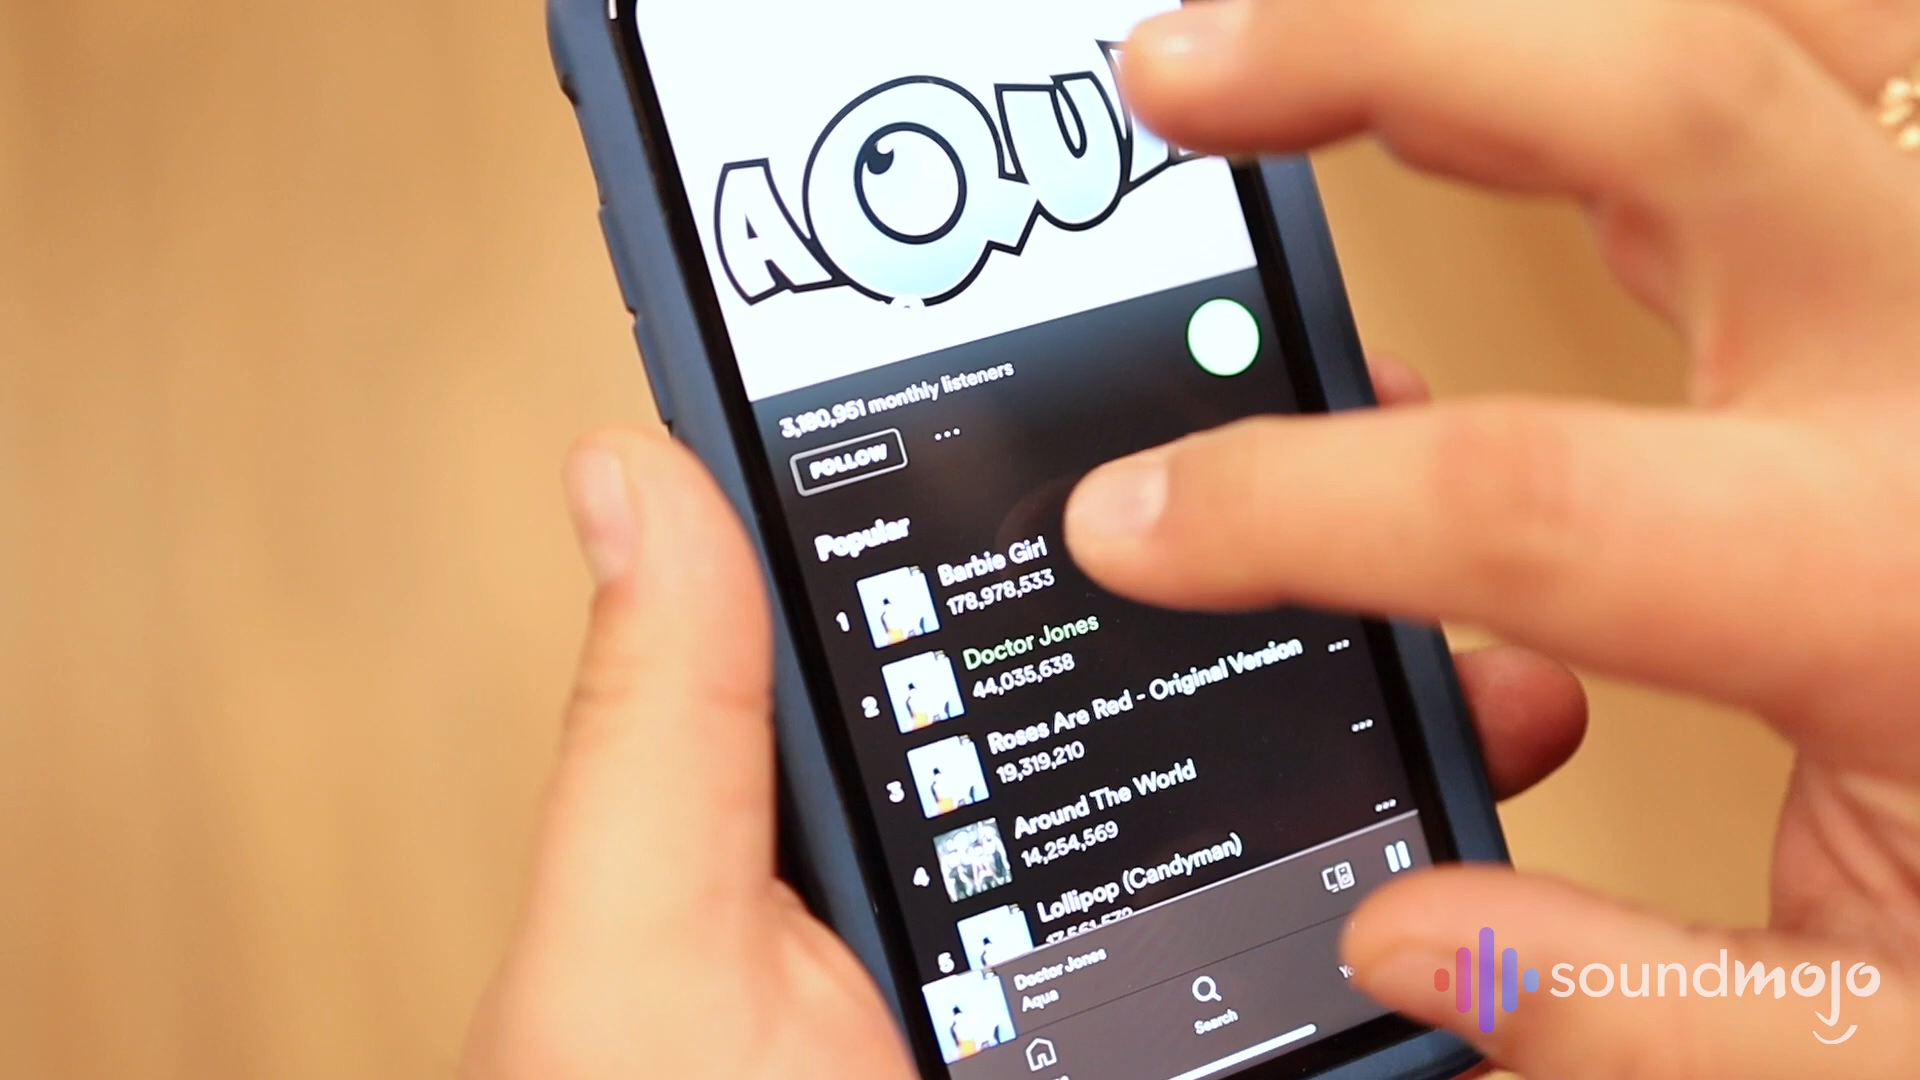 AQU
3,180,951 monthly listeners
FOLLOW
Popular
1
Barbie Girl
178,978,533
2
Doctor Jones
44,035,638
3
Roses Are Red - Original Version
19,319,210
4
Around The World
14,254,569
5
Lollipop (Candyman)
Doctor Jones
Aqua
Search
soundmojo